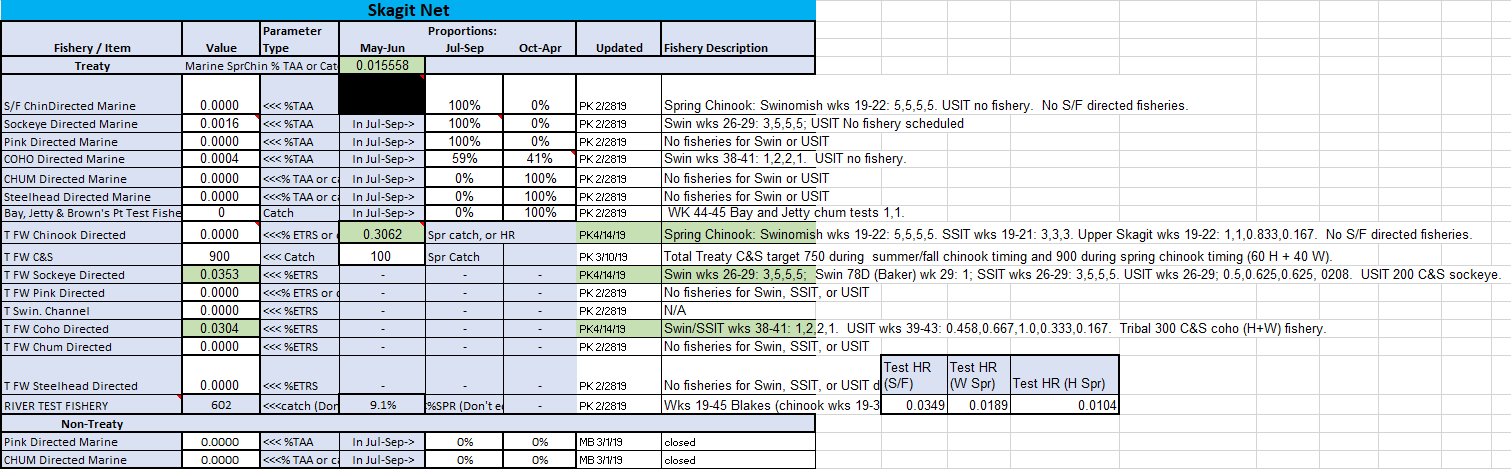 Skagit Net
Parameter Proportions:
Fishery / Item Value Type May-Jun Jul-Sep Oct-Apr Updated Fishery Description
Treaty Marine SprChin % TAA or Cat 0.015558
S/F ChinDirected Marine 0.0000 <<< %TAA 100% 0% PK 2/2819 Spring Chinook: Swinomish wks 19-22: 5,5,5,5. USIT no fishery. No S/F directed fisheries.
Sockeye Directed Marine 0.0016 <<< %TAA In Jul-Sep-> 100% 0% PK 2/2819 Swin wks 26-29: 3,5,5,5; USIT No fishery scheduled
Pink Directed Marine 0.0000 <<< %TAA In Jul-Sep-> 100% 0% PK 2/2819 No fisheries for Swin or USIT
COHO Directed Marine 0.0004 <<< %TAA In Jul-Sep-> 59% 41% PK 2/2819 Swin wks 38-41: 1,2,2,1. USIT no fishery.
CHUM Directed Marine 0.0000 <<<% TAA or ca In Jul-Sep-> 0% 100% PK 2/2819 No fisheries for Swin or USIT
Steelhead Directed Marine 0.0000 <<<% TAA or ca In Jul-Sep-> 0% 100% PK 2/2819 No fisheries for Swin or USIT
Bay, Jetty & Brown's Pt Test Fishe 0 Catch In Jul-Sep-> 0% 100% PK 2/2819 WK 44-45 Bay and Jetty chum tests 1,1.
T FW Chinook Directed 0.0000 <<<% ETRS or 0.3062 Spr catch, or HR PK4/14/19 Spring Chinook: Swinomish wks 19-22: 5,5,5,5. SSIT wks 19-21: 3,3,3. Upper Skagit wks 19-22: 1,1,0.833,0.167. No S/F directed fisheries.
T FW C&S 900 <<< Catch 100 Spr Catch PK 3/10/19 Total Treaty C&S target 750 during summer/fall chinook timing and 900 during spring chinook timing (60 H + 40 W).
T FW Sockeye Directed 0.0353 <<< %ETRS - - - PK4/14/19 Swin wks 26-29: 3,5,5,5; Swin 78D (Baker) wk 29: 1; SSIT wks 26-29: 3,5,5,5. USIT wks 26-29; 0.5,0.625,0.625, 0208. USIT 200 C&S sockeye.
T FW Pink Directed 0.0000 <<<% ETRS or - - - PK 2/2819 No fisheries for Swin, SSIT, or USIT
T Swin. Channel 0.0000 <<< %ETRS - - - PK 2/2819 N/A
T FW Coho Directed 0.0304 <<< %ETRS - - - PK4/14/19 Swin/SSIT wks 38-41: 1,2,2,1. USIT wks 39-43: 0.458,0.667,1.0,0.333,0.167. Tribal 300 C&S coho (H+W) fishery.
T FW Chum Directed 0.0000 <<< %ETRS - - - PK 2/2819 No fisheries for Swin, SSIT, or USIT
Test HR Test HR
(S/F) (W Spr) Test HR (H Spr)
T FW Steelhead Directed 0.0000 <<< %ETRS - - - PK 2/2819 No fisheries for Swin, SSIT, or USIT d
RIVER TEST FISHERY 602 <<<catch (Don 9.1% %SPR (Don't e - PK 2/2819 Wks 19-45 Blakes (chinook wks 19-3 0.0349 0.0189 0.0104
Non-Treaty
Pink Directed Marine 0.0000 <<< %TAA In Jul-Sep-> 0% 0% MB 3/1/19 closed
CHUM Directed Marine 0.0000 <<<% TAA or ca In Jul-Sep-> 0% 0% MB 3/1/19 closed